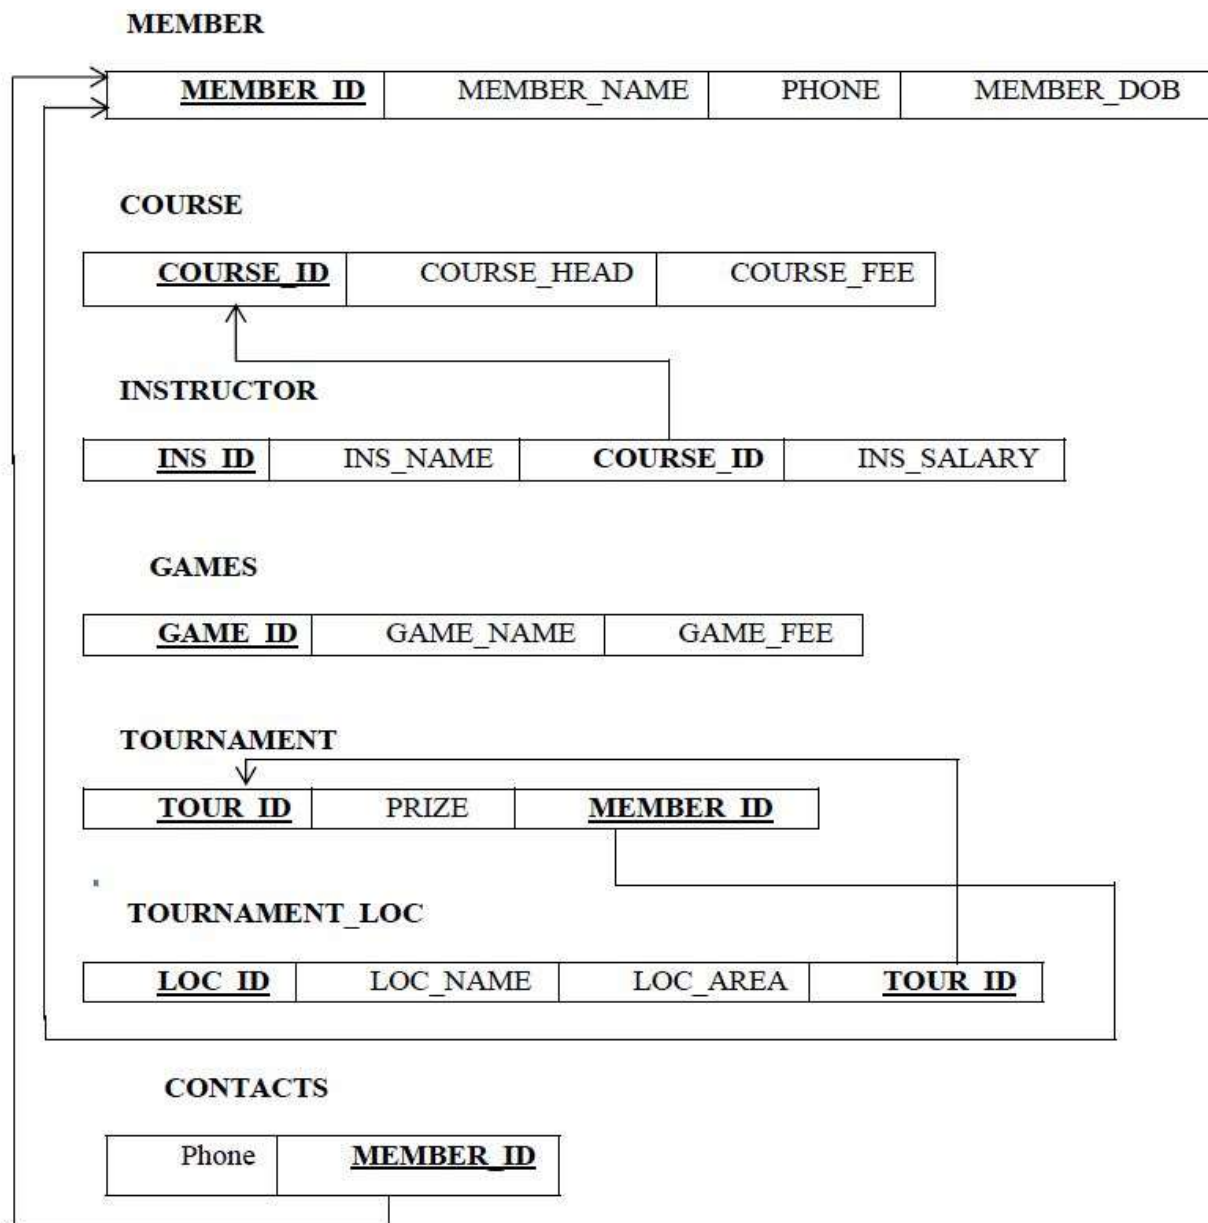 MEMBER
MEMBER_ID MEMBER_NAME PHONE MEMBER_DOB
COURSE
COURSE_ID COURSE_HEAD COURSE_FEE
INSTRUCTOR
INS_ID INS_NAME COURSE_ID INS_SALARY
GAMES
GAME_ID GAME_NAME GAME_FEE
TOURNAMENT
TOUR_ID PRIZE MEMBER_ID
TOURNAMENT_LOC
LOC_ID LOC_NAME LOC_AREA TOUR_ID
CONTACTS
Phone MEMBER_ID